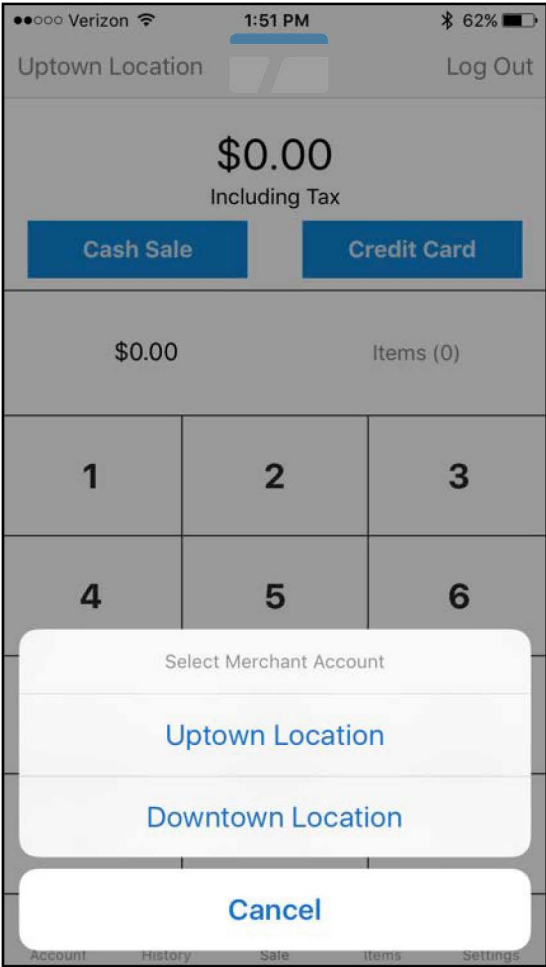 Verizon 1:51 PM 62%
Uptown Location Log Out
$0.00
Including Tax
Cash Sale Credit Card
$0.00 Items (0)
1 2 3
4 5 6
Select Merchant Account
Uptown Location
Downtown Location
Cancel
Account History Sale Items Settings